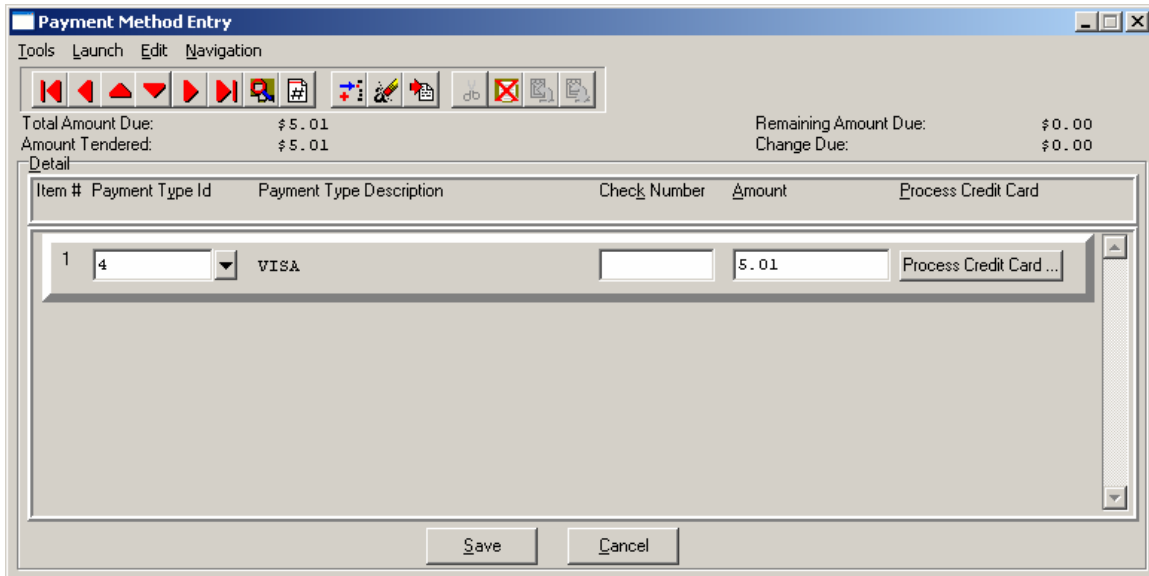 Payment Method Entry
Tools Launch Edit Navigation
Total Amount Due: $5.01 Remaining Amount Due: $0.00
Amount Tendered: $5.01 Change Due: $0.00
Detail
Item # Payment Type Id Payment Type Description Check Number Amount Process Credit Card
1 4 VISA 5.01 Process Credit Card ...
Save Cancel